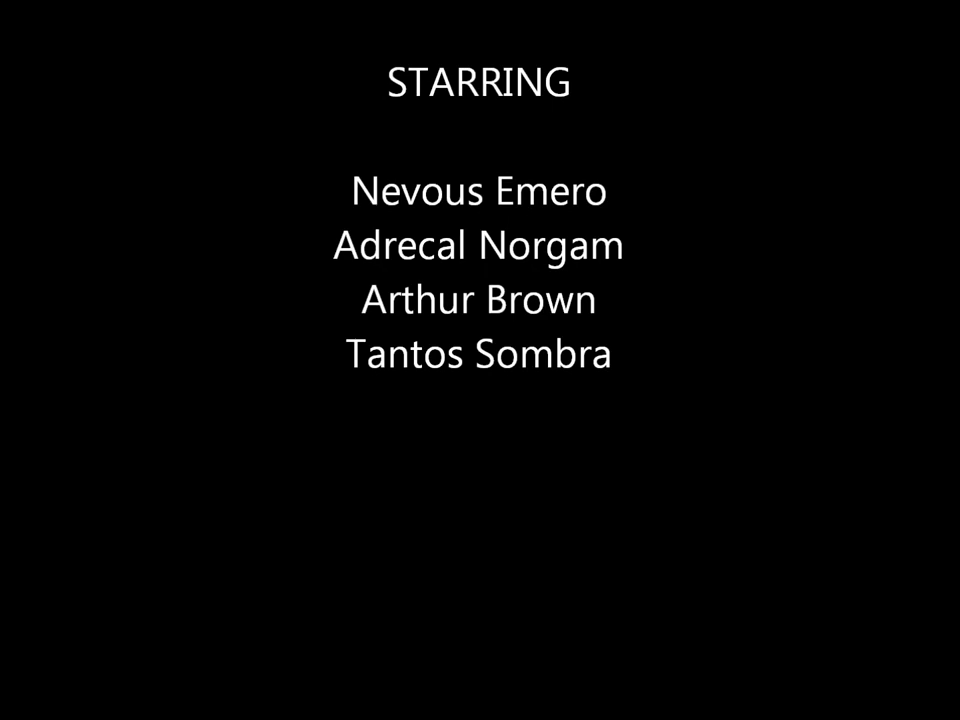 STARRING
Nevous Emero
Adrecal Norgam
Arthur Brown
Tantos Sombra